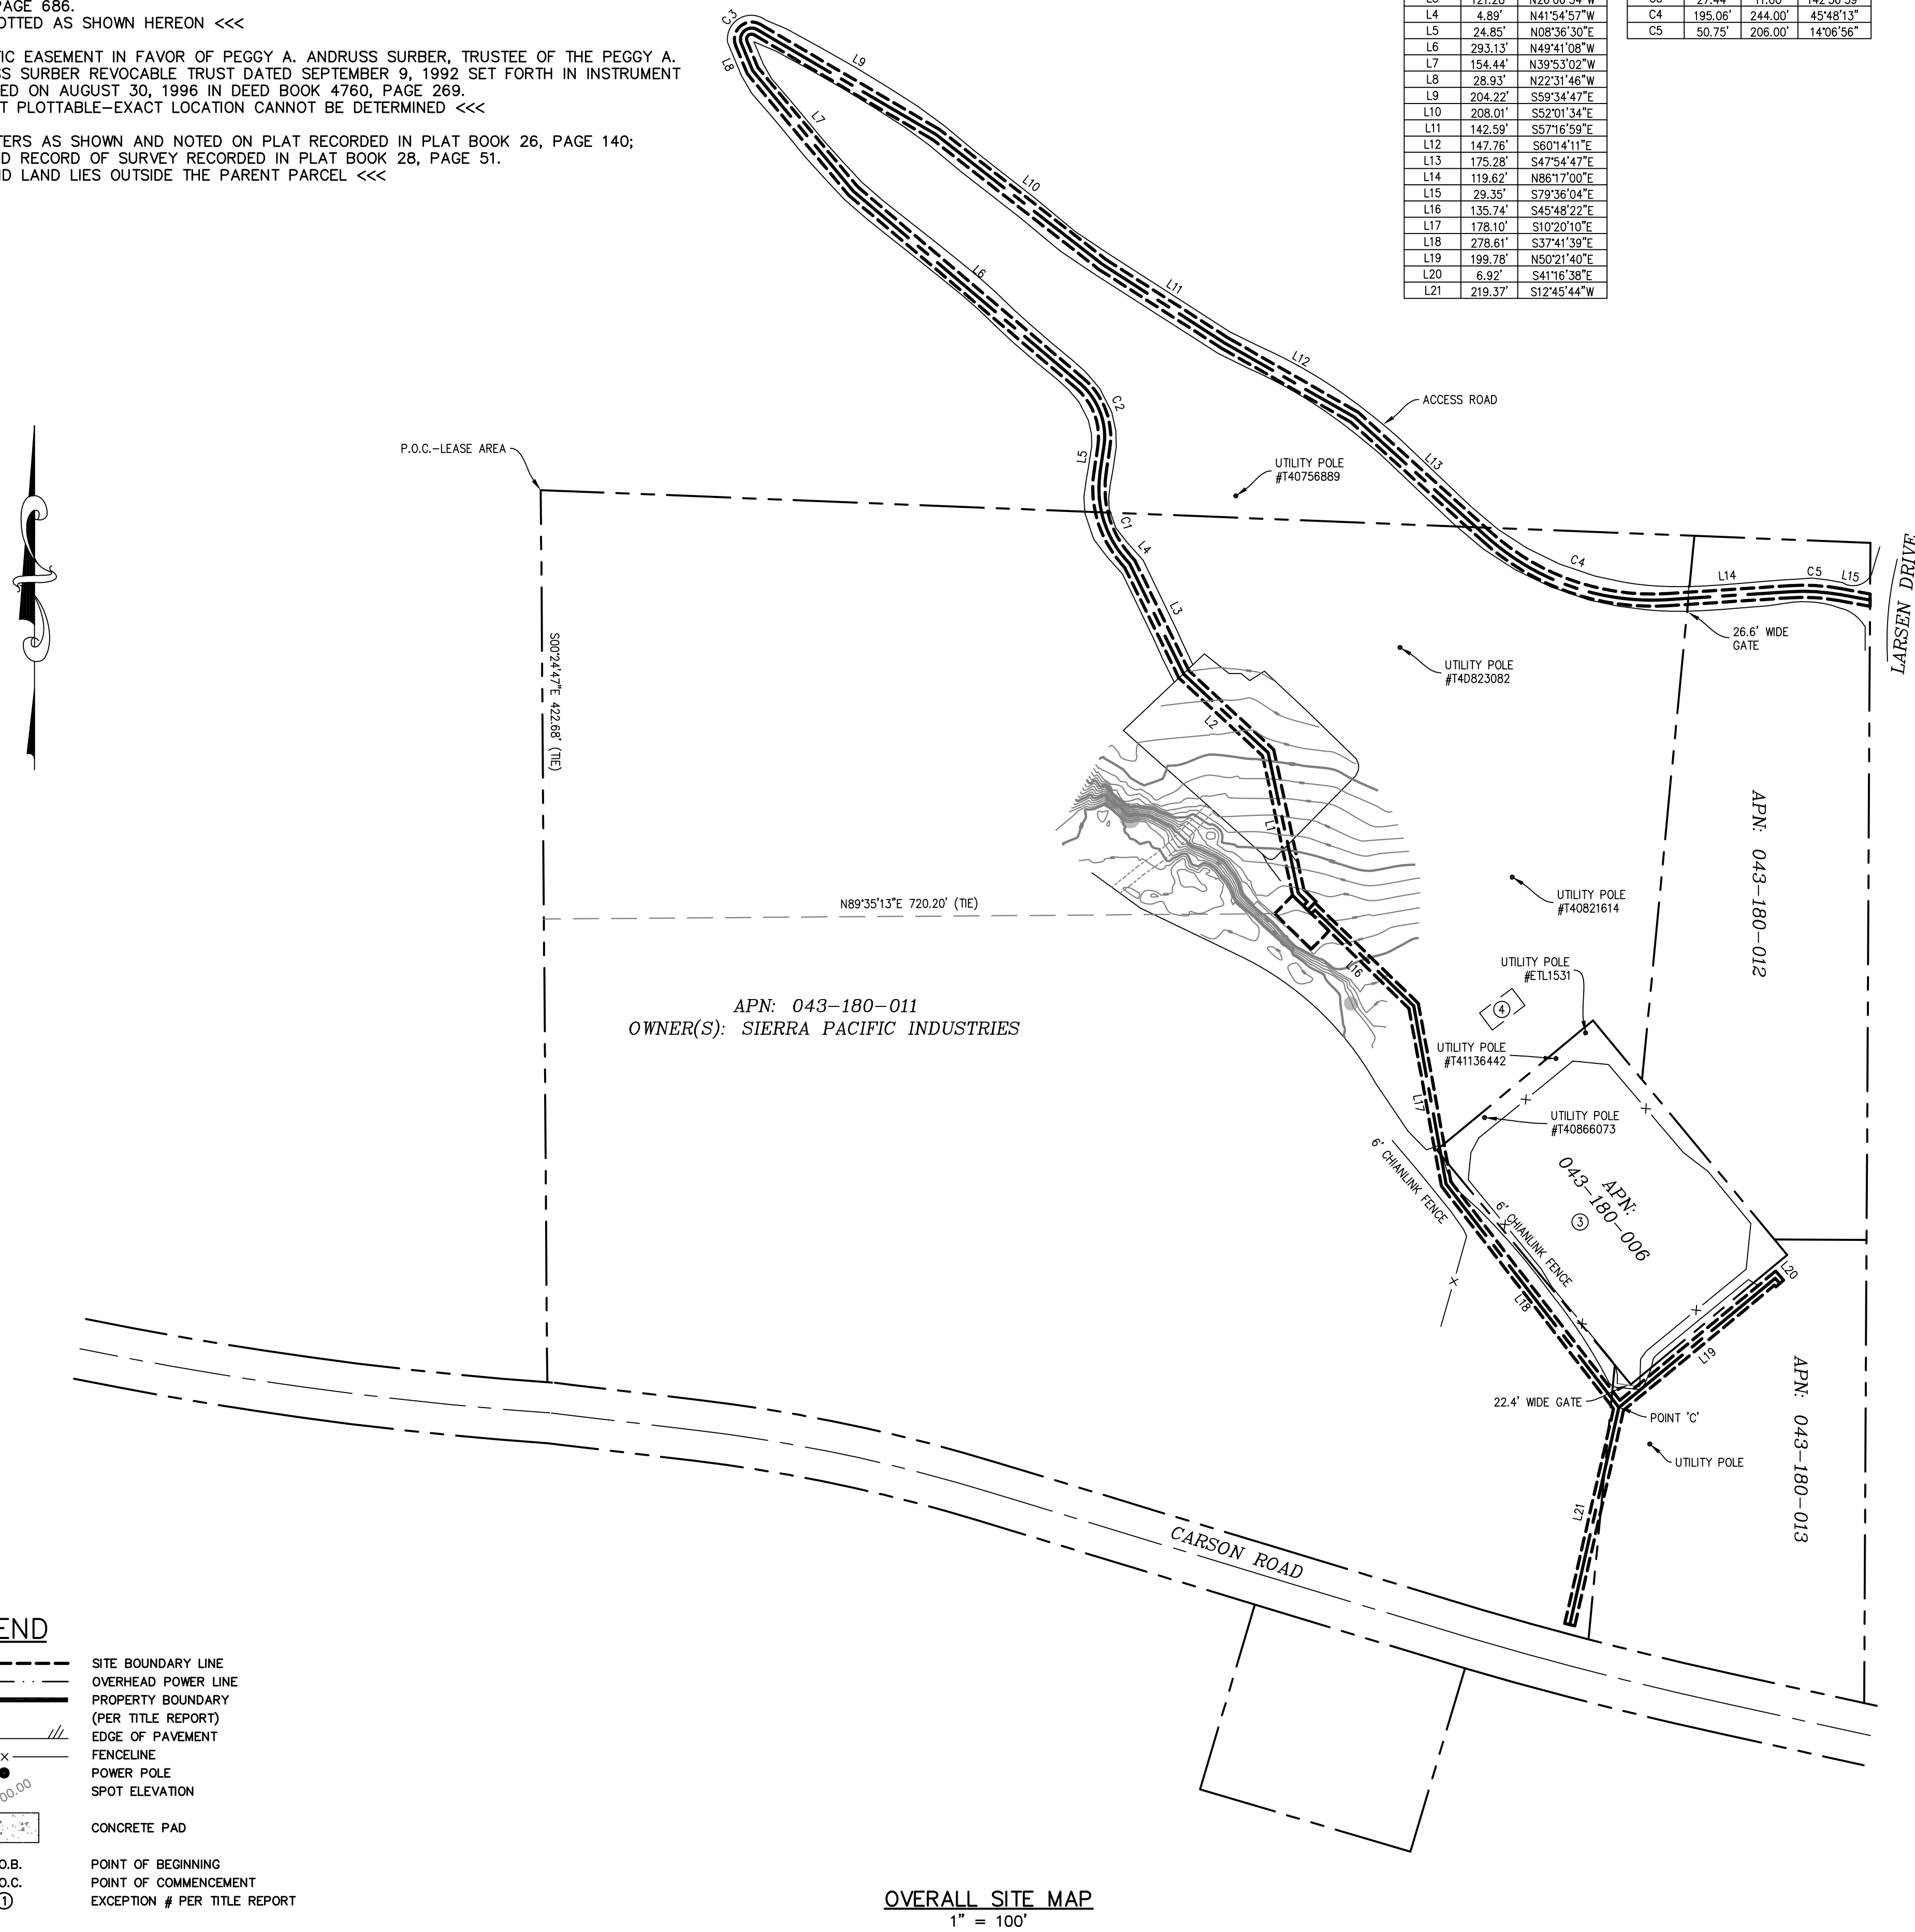 PAGE 686.
OTTED AS SHOWN HEREON <<<
IC EASEMENT IN FAVOR OF PEGGY A. ANDRUSS SURBER, TRUSTEE OF THE PEGGY A.
SS SURBER REVOCABLE TRUST DATED SEPTEMBER 9, 1992 SET FORTH IN INSTRUMENT
ED ON AUGUST 30, 1996 IN DEED BOOK 4760, PAGE 269.
T PLOTTABLE-EXACT LOCATION CANNOT BE DETERMINED <<<
TERS AS SHOWN AND NOTED ON PLAT RECORDED IN PLAT BOOK 26, PAGE 140;
D RECORD OF SURVEY RECORDED IN PLAT BOOK 28, PAGE 51.
ID LAND LIES OUTSIDE THE PARENT PARCEL <<<
L4 4.89' N41°54'57"W
L5 24.85' N08°36'30"E
L6 293.13' N49°41'08"W
L7 154.44' N39°53'02"W
L8 28.93' N22°31'46"W
L9 204.22' S59°34'47"E
L10 208.01' S52°01'34"E
L11 142.59' S57°16'59"E
L12 147.76' S60°14'11"E
L13 175.28' S47°54'47"E
L14 119.62' N86°17'00"E
L15 29.35' S79°36'04"E
L16 135.74' S45°48'22"E
L17 178.10' S10°20'10"E
L18 278.61' S37°41'39"E
L19 199.78' N50°21'40"E
L20 6.92' S41°16'38"E
L21 219.37' S12°45'44"W
C4 195.06' 244.00' 45°48'13"
C5 50.75' 206.00' 14°06'56"
C3
L8
L9
L7
L10
L6
L11
L12
C2
ACCESS ROAD
L5
L13
P.O.C.-LEASE AREA
UTILITY POLE
#T40756889
C1
L4
C4
L14
C5
L15
LARSEN DRIVE
L3
26.6' WIDE
GATE
S00°24'47"E 422.68' (TIE)
UTILITY POLE
#T4D823082
L2
L1
APN: 043-180-012
UTILITY POLE
#T40821614
N89°35'13"E 720.20' (TIE)
L16
UTILITY POLE
#ETL1531
4
APN: 043-180-011
OWNER(S): SIERRA PACIFIC INDUSTRIES
UTILITY POLE
#T41136442
L17
UTILITY POLE
#T40866073
6' CHIANLINK FENCE
APN:
043-180-006
3
6' CHIANLINK FENCE
L20
L18
L19
22.4' WIDE GATE
POINT 'C'
APN: 043-180-013
UTILITY POLE
L21
CARSON ROAD
END
SITE BOUNDARY LINE
OVERHEAD POWER LINE
PROPERTY BOUNDARY
(PER TITLE REPORT)
EDGE OF PAVEMENT
X
FENCELINE
POWER POLE
00.00
SPOT ELEVATION
CONCRETE PAD
O.B. POINT OF BEGINNING
O.C. POINT OF COMMENCEMENT
1 EXCEPTION # PER TITLE REPORT
OVERALL SITE MAP
1" = 100'